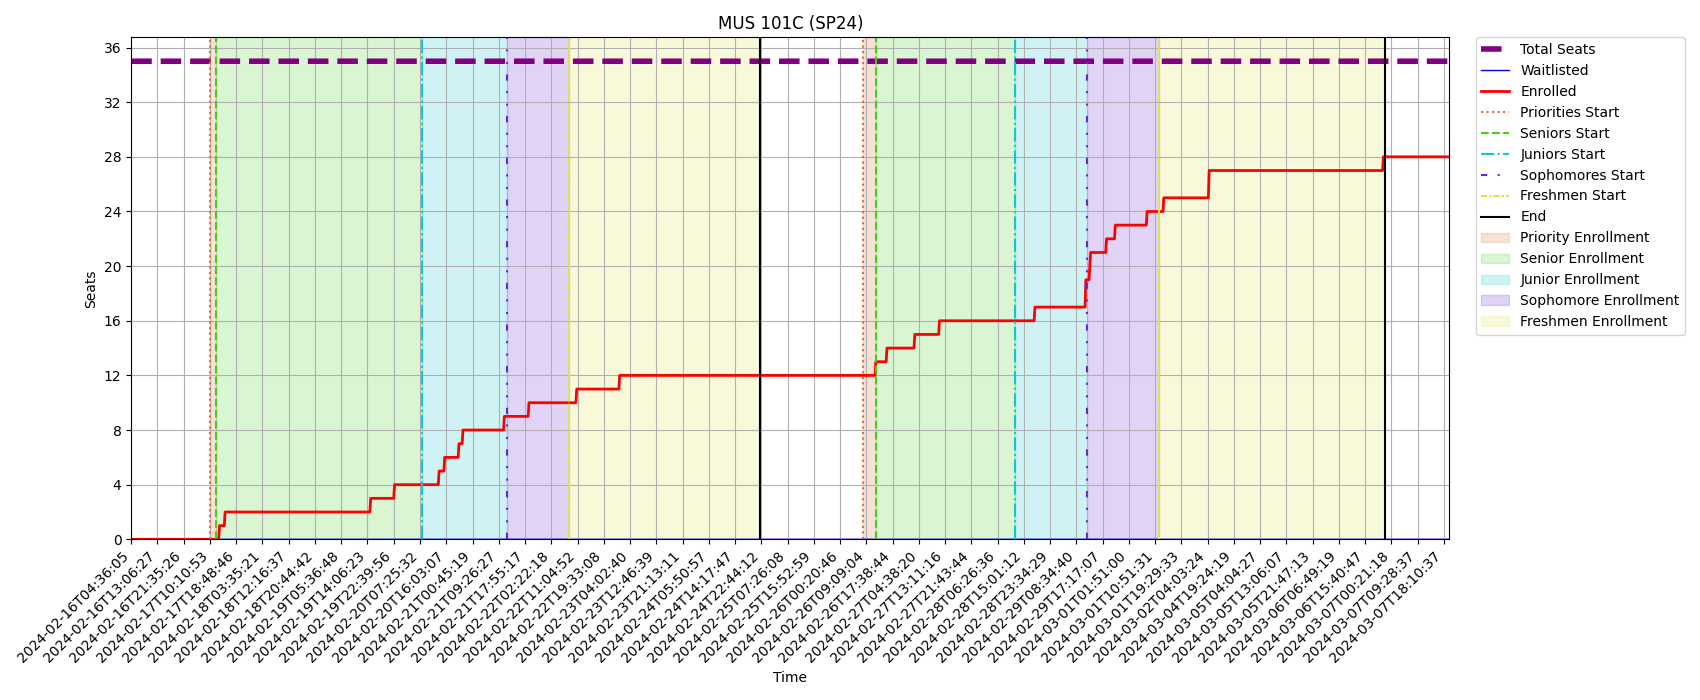 MUS 101C (SP24)
36
32
28
24
20
16
12
8
4
0
Seats
2024-02-16T04:36:05
2024-02-16T13:06:27
2024-02-16T21:35:26
2024-02-17T10:10:53
2024-02-17T18:48:46
2024-02-18T03:35:21
2024-02-18T12:16:37
2024-02-18T20:44:42
2024-02-19T05:36:48
2024-02-19T14:06:23
2024-02-19T22:39:56
2024-02-20T07:25:32
2024-02-20T16:03:07
2024-02-21T00:45:19
2024-02-21T09:26:27
2024-02-21T17:55:17
2024-02-22T02:22:18
2024-02-22T11:04:52
2024-02-22T19:33:08
2024-02-23T04:02:40
2024-02-23T12:46:39
2024-02-23T21:13:11
2024-02-24T05:50:57
2024-02-24T14:17:47
2024-02-24T22:44:12
2024-02-25T07:26:08
2024-02-25T15:52:59
2024-02-26T00:20:46
2024-02-26T09:09:04
2024-02-26T17:38:44
2024-02-27T04:38:20
2024-02-27T13:11:16
2024-02-27T21:43:44
2024-02-28T06:26:36
2024-02-28T15:01:12
2024-02-28T23:34:29
2024-02-29T08:34:40
2024-02-29T17:17:07
2024-03-01T01:51:00
2024-03-01T10:51:31
2024-03-01T19:29:33
2024-03-02T04:03:24
2024-03-04T19:24:19
2024-03-05T04:04:27
2024-03-05T13:06:07
2024-03-05T21:47:13
2024-03-06T06:49:19
2024-03-06T15:40:47
2024-03-07T00:21:18
2024-03-07T09:28:37
2024-03-07T18:10:37
Time
Total Seats
Waitlisted
Enrolled
Priorities Start
Seniors Start
Juniors Start
Sophomores Start
Freshmen Start
End
Priority Enrollment
Senior Enrollment
Junior Enrollment
Sophomore Enrollment
Freshmen Enrollment